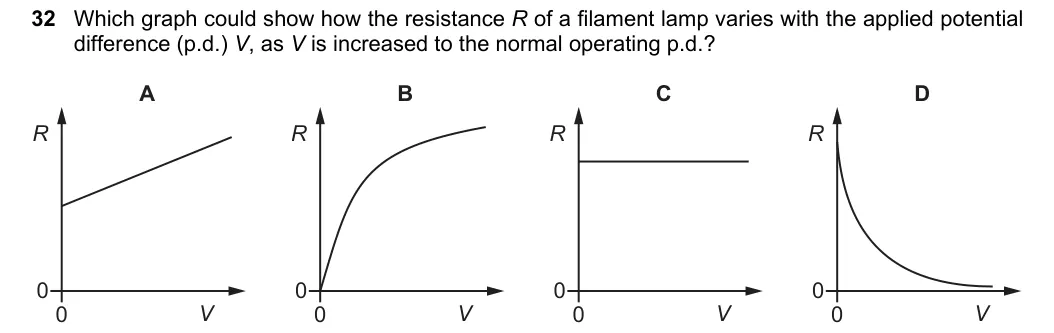 32 Which graph could show how the resistance R of a filament lamp varies with the applied potential
difference (p.d.) V, as V is increased to the normal operating p.d.?
A B C D
R R R R
0 0 0 0
0 V 0 V 0 V 0 V